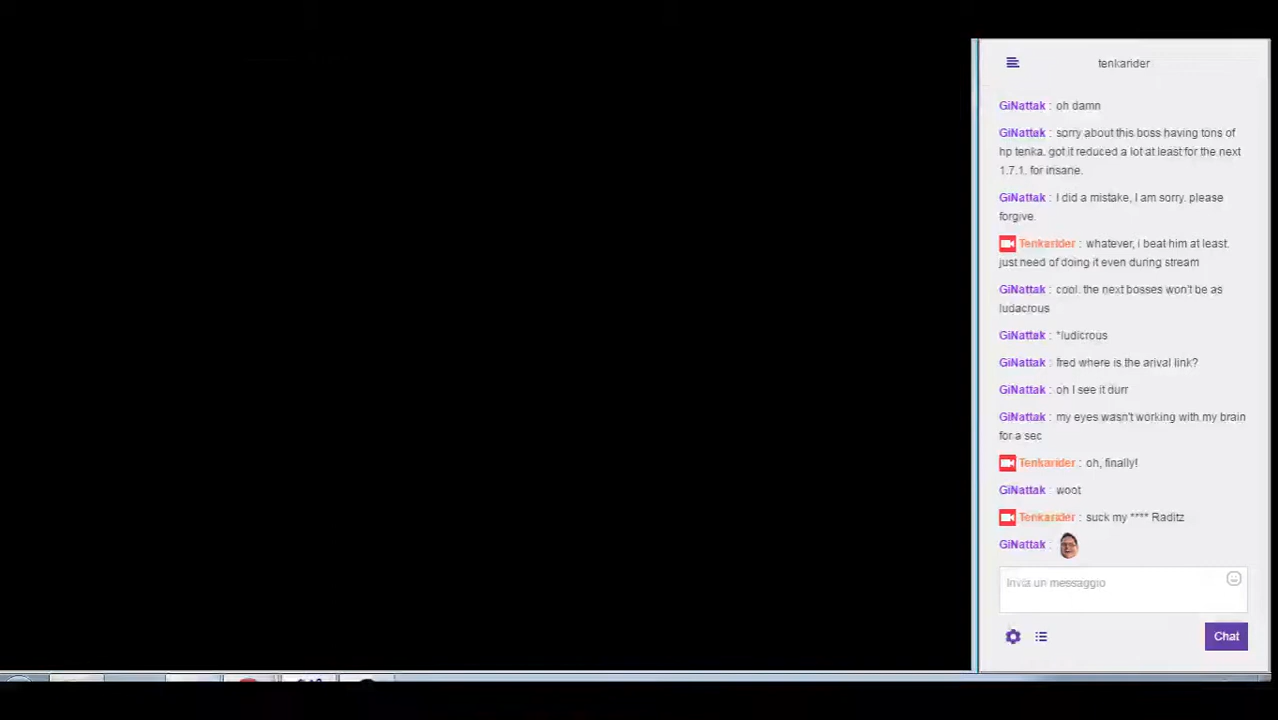 tenkarider
GiNattak : oh damn
GiNattak : sorry about this boss having tons of
hp tenka. got it reduced a lot at least for the next
1.7.1. for insane.
GiNattak : I did a mistake, I am sorry. please
forgive.
Tenkarider : whatever, i beat him at least.
just need of doing it even during stream
GiNattak : cool. the next bosses won't be as
ludacrous
GiNattak : *ludicrous
GiNattak : fred where is the arival link?
GiNattak : oh I see it durr
GiNattak : my eyes wasn't working with my brain
for a sec
Tenkarider : oh, finally!
GiNattak : woot
Tenkarider : suck my **** Raditz
GiNattak :
Invia un messaggio
Chat